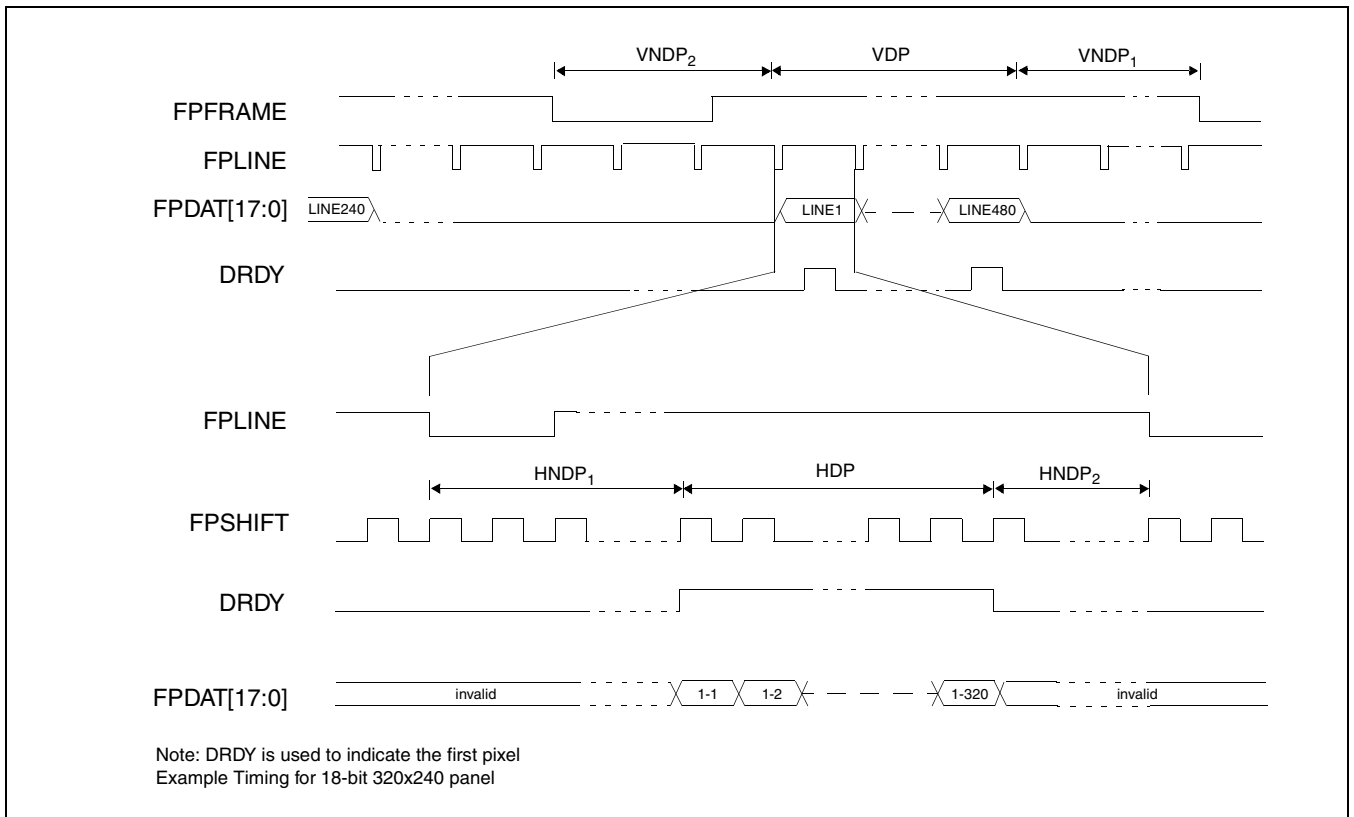 VNDP2 VDP VNDP1
FPFRAME
FPLINE
FPDAT[17:0] LINE240 LINE1 LINE480
DRDY
FPLINE
HNDP1 HDP HNDP2
FPSHIFT
DRDY
FPDAT[17:0] invalid 1-1 1-2 1-320 invalid
Note: DRDY is used to indicate the first pixel
Example Timing for 18-bit 320x240 panel